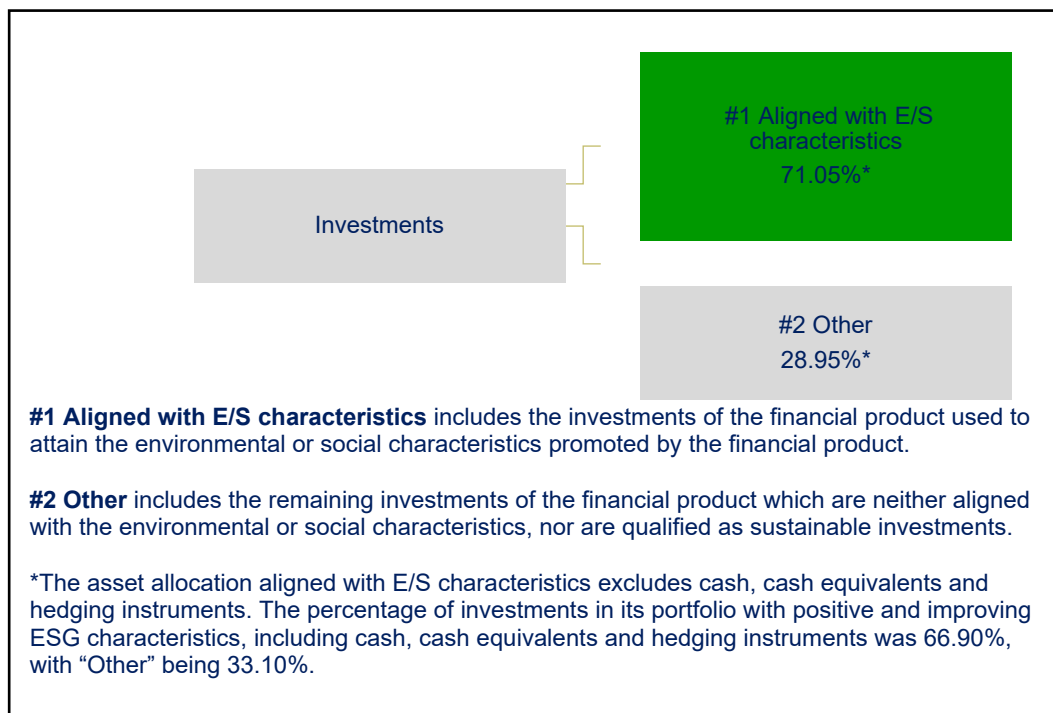 #1 Aligned with E/S
characteristics
71.05%*
Investments
#2 Other
28.95%*
#1 Aligned with E/S characteristics includes the investments of the financial product used to
attain the environmental or social characteristics promoted by the financial product.
#2 Other includes the remaining investments of the financial product which are neither aligned
with the environmental or social characteristics, nor are qualified as sustainable investments.
*The asset allocation aligned with E/S characteristics excludes cash, cash equivalents and
hedging instruments. The percentage of investments in its portfolio with positive and improving
ESG characteristics, including cash, cash equivalents and hedging instruments was 66.90%,
with “Other” being 33.10%.